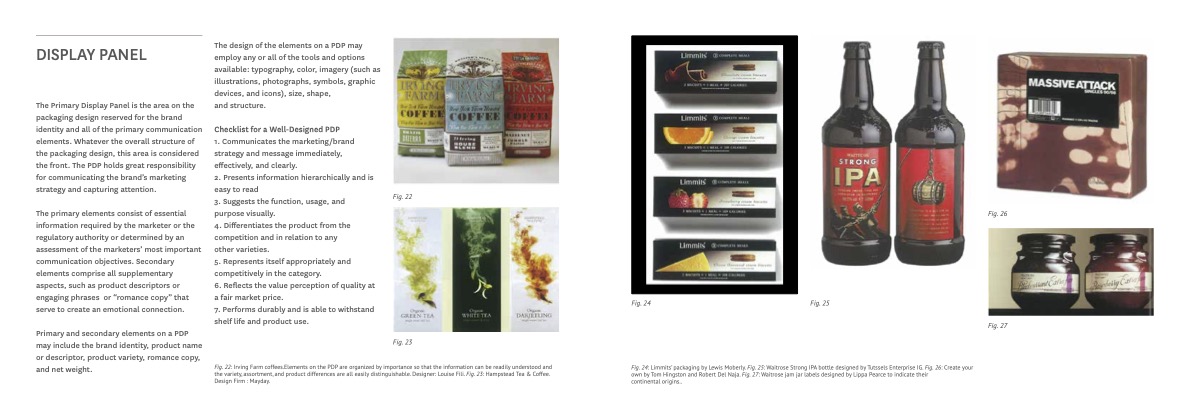 DISPLAY PANEL
The Primary Display Panel is the area on the
packaging design reserved for the brand
identity and all of the primary communication
elements. Whatever the overall structure of
the packaging design, this area is considered
the front. The PDP holds great responsibility
for communicating the brand's marketing
strategy and capturing attention.
The primary elements consist of essential
information required by the marketer or the
regulatory authority or determined by an
assessment of the marketers' most important
communication objectives. Secondary
elements comprise all supplementary
aspects, such as product descriptors or
engaging phrases or "romance copy" that
serve to create an emotional connection.
Primary and secondary elements on a PDP
may include the brand identity, product name
or descriptor, product variety, romance copy,
and net weight.
The design of the elements on a PDP may
employ any or all of the tools and options
available: typography, color, imagery (such as
illustrations, photographs, symbols, graphic
devices, and icons), size, shape,
and structure.
Checklist for a Well-Designed PDP
1. Communicates the marketing/brand
strategy and message immediately,
effectively, and clearly.
2. Presents information hierarchically and is
easy to read
3. Suggests the function, usage, and
purpose visually.
4. Differentiates the product from the
competition and in relation to any
other varieties.
5. Represents itself appropriately and
competitively in the category.
6. Reflects the value perception of quality at
a fair market price.
7. Performs durably and is able to withstand
shelf life and product use.
IRVING
FARM
COFFEE
IRVING
FARM
COFFEE
HOUSE
BLEND
IRVING
FARM
COFFEE
Fig. 22
Organic
GREEN TEA
Organic
WHITE TEA
Organic
DARJEELING
Fig. 23
Fig. 22: Irving Farm coffees.Elements on the PDP are organized by importance so that the information can be readily understood and
the variety, assortment, and product differences are all easily distinguishable. Designer: Louise Fili. Fig. 23: Hampstead Tea & Coffee.
Design Firm : Mayday.
Limmits COMPLETE MEALS
Limmits COMPLETE MEALS
Limmits COMPLETE MEALS
Limmits COMPLETE MEALS
Fig. 24
WAITROSE
STRONG
IPA
Fig. 25
MASSIVE ATTACK
SINGLES 90/98
Fig. 26
Fig. 27
Fig. 24: Limmits' packaging by Lewis Moberly. Fig. 25: Waitrose Strong IPA bottle designed by Tutssels Enterprise IG. Fig. 26: Create your
own by Tom Hingston and Robert Del Naja. Fig. 27: Waitrose jam jar labels designed by Lippa Pearce to indicate their
continental origins..